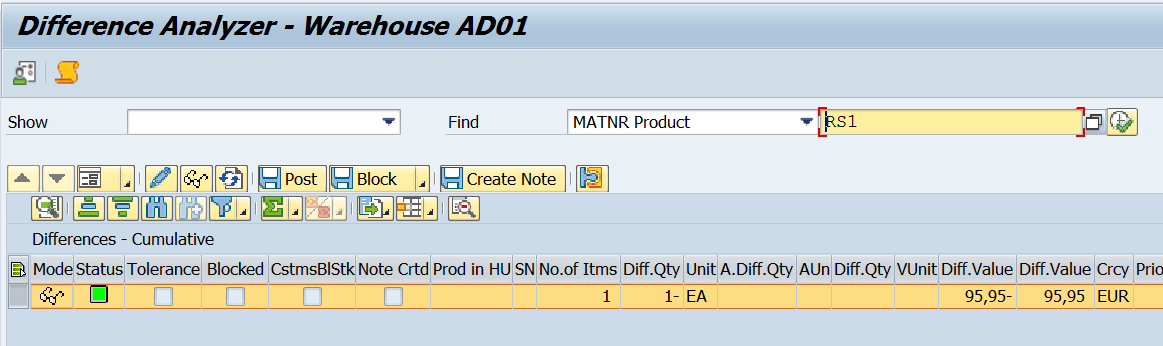 Difference Analyzer - Warehouse AD01
Show Find MATNR Product RS1
Post Block Create Note
Differences - Cumulative
Mode Status Tolerance Blocked CstmsBlStk Note Crtd Prod in HU SN No.of Itms Diff.Qty Unit A.Diff.Qty AUn Diff.Qty VUnit Diff.Value Diff.Value Crcy Prio
1 1- EA 95,95- 95,95 EUR